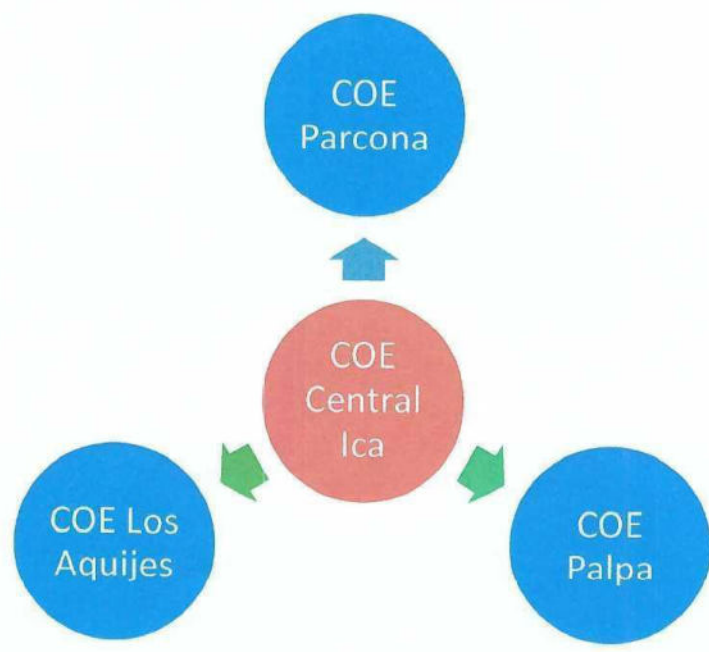 COE
Parcona
COE
Central
Ica
COE Los
Aquijes
COE
Palpa